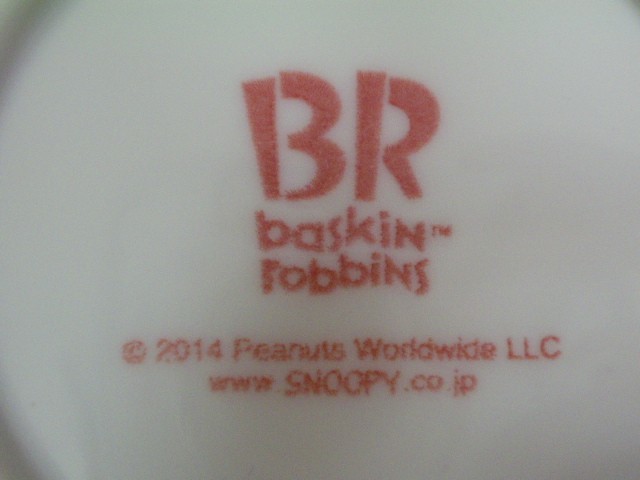 BR
baskin™
robbins
© 2014 Peanuts Worldwide LLC
www.SNOOPY.co.jp